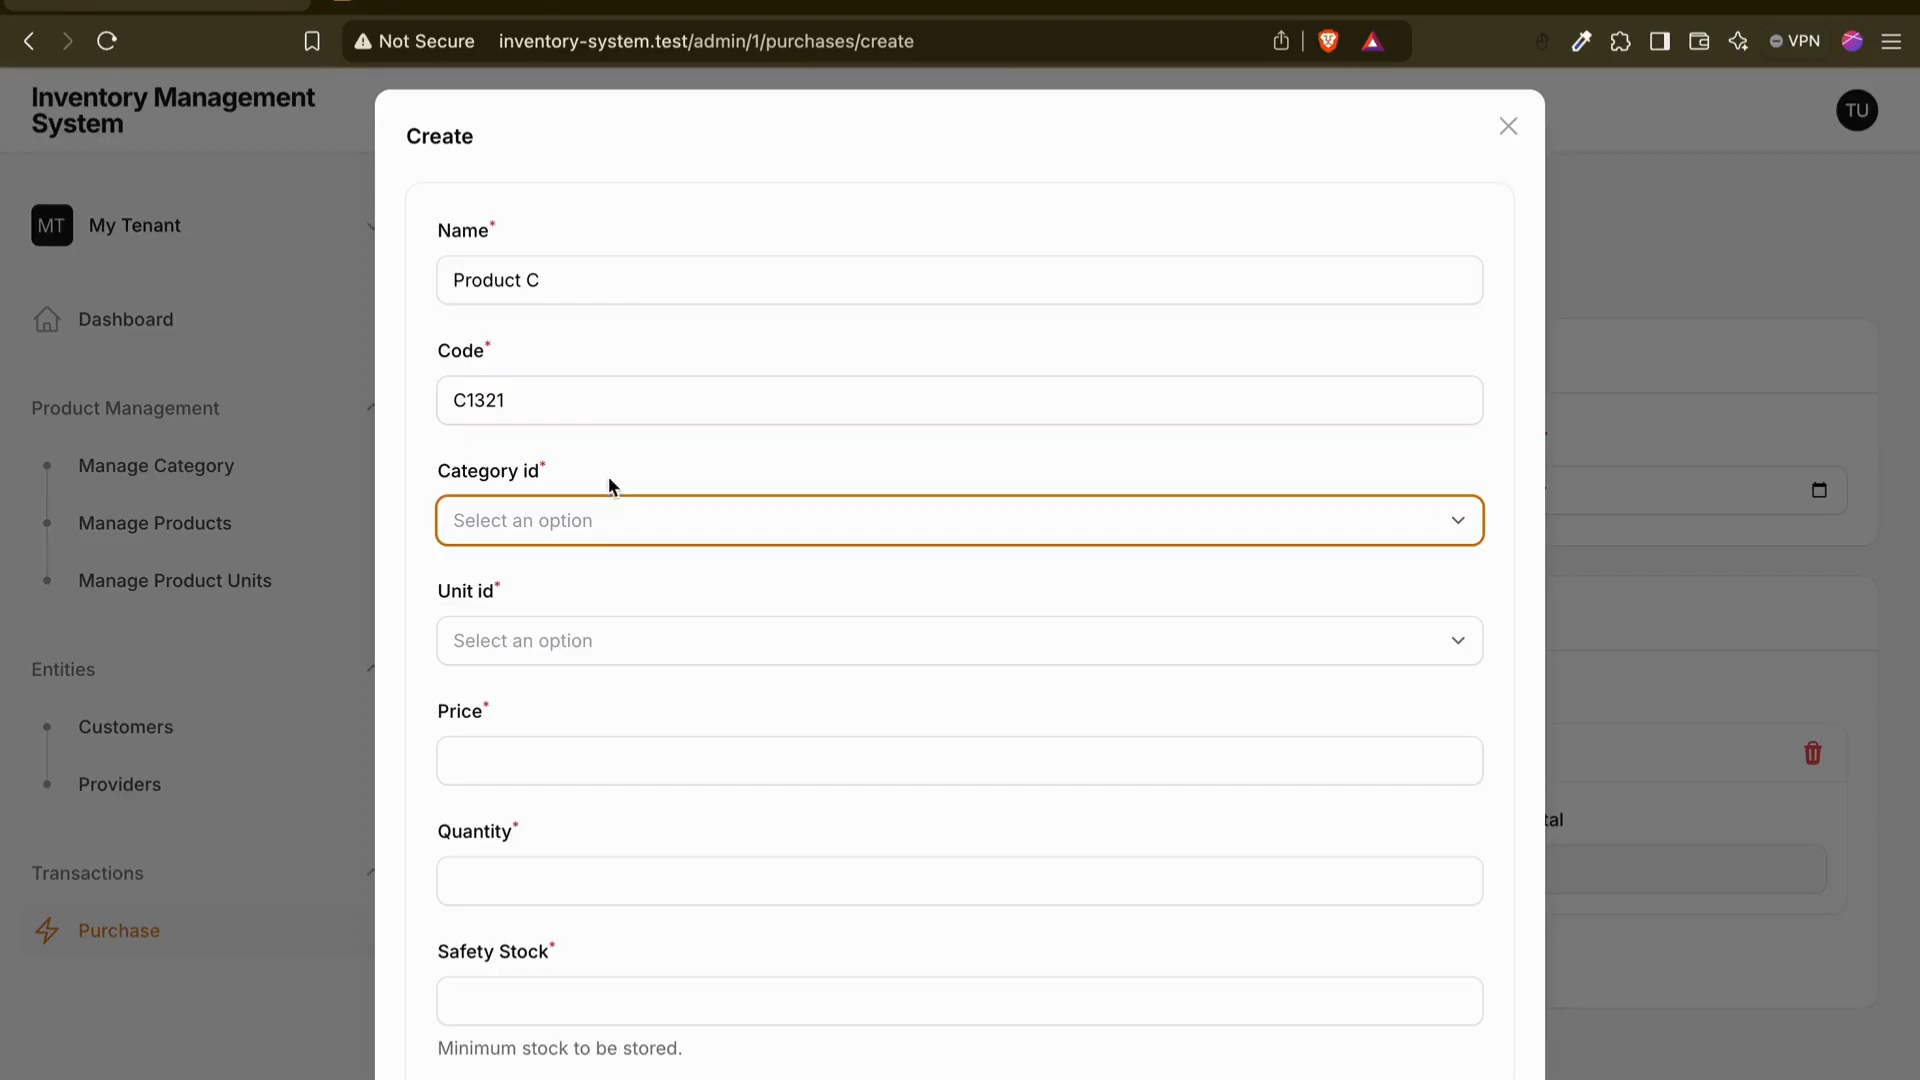 Not Secure
inventory-system.test/admin/1/purchases/create
VPN
Inventory Management
System
TU
MT
My Tenant
Dashboard
Product Management
Manage Category
Manage Products
Manage Product Units
Entities
Customers
Providers
Transactions
Purchase
Create
Name*
Product C
Code*
C1321
Category id*
Select an option
Unit id*
Select an option
Price*
Quantity*
Safety Stock*
Minimum stock to be stored.